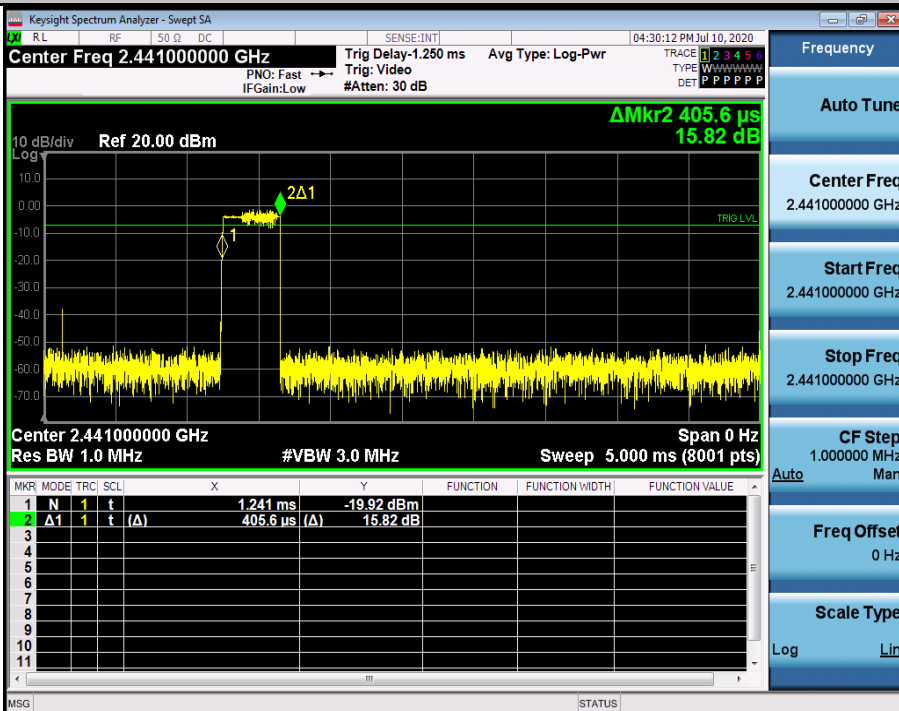 Keysight Spectrum Analyzer - Swept SA
LXI RL RF 50 Ω DC SENSE:INT 04:30:12 PM Jul 10, 2020
Center Freq 2.441000000 GHz
PNO: Fast
IFGain:Low
Trig Delay-1.250 ms
Trig: Video
#Atten: 30 dB
Avg Type: Log-Pwr
TRACE 1 2 3 4 5 6
TYPE WWWWWW
DET P P P P P P
ΔMkr2 405.6 µs
15.82 dB
10 dB/div Ref 20.00 dBm
Log
10.0
0.00
-10.0
-20.0
-30.0
-40.0
-50.0
-60.0
-70.0
2Δ1
1
TRIG LVL
Center 2.441000000 GHz Span 0 Hz
Res BW 1.0 MHz #VBW 3.0 MHz Sweep 5.000 ms (8001 pts)
MKR MODE TRC SCL X Y FUNCTION FUNCTION WIDTH FUNCTION VALUE
1 N 1 t 1.241 ms -19.92 dBm
2 Δ1 1 t (Δ) 405.6 µs (Δ) 15.82 dB
3
4
5
6
7
8
9
10
11
MSG STATUS
Frequency
Auto Tune
Center Freq
2.441000000 GHz
Start Freq
2.441000000 GHz
Stop Freq
2.441000000 GHz
CF Step
1.000000 MHz
Auto Man
Freq Offset
0 Hz
Scale Type
Log Lin